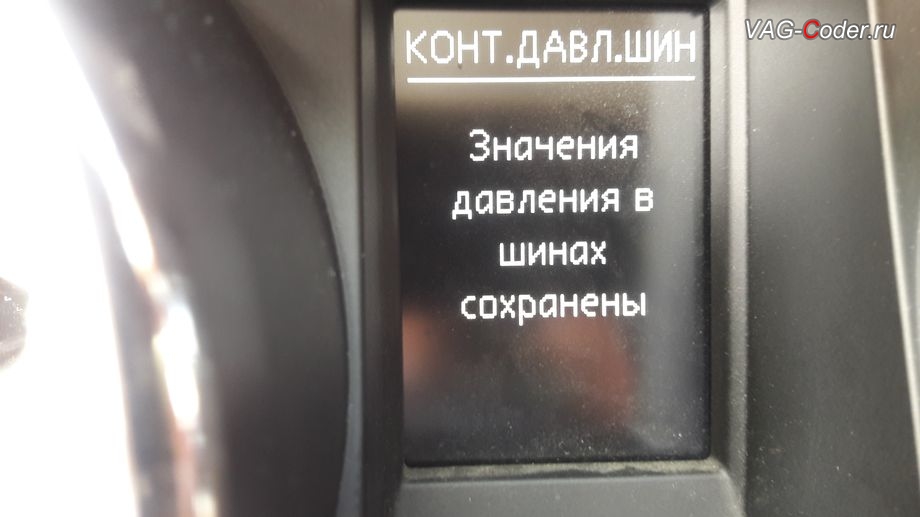 VAG-Coder.ru
КОНТ.ДАВЛ.ШИН
Значения
давления в
шинах
сохранены